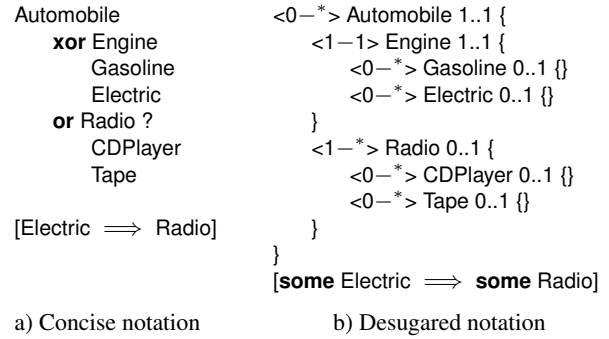 Automobile
xor Engine
Gasoline
Electric
or Radio ?
CDPlayer
Tape
[Electric ⟹ Radio]
a) Concise notation
<0–*> Automobile 1..1 {
<1–1> Engine 1..1 {
<0–*> Gasoline 0..1 {}
<0–*> Electric 0..1 {}
}
<1–*> Radio 0..1 {
<0–*> CDPlayer 0..1 {}
<0–*> Tape 0..1 {}
}
}
[some Electric ⟹ some Radio]
b) Desugared notation